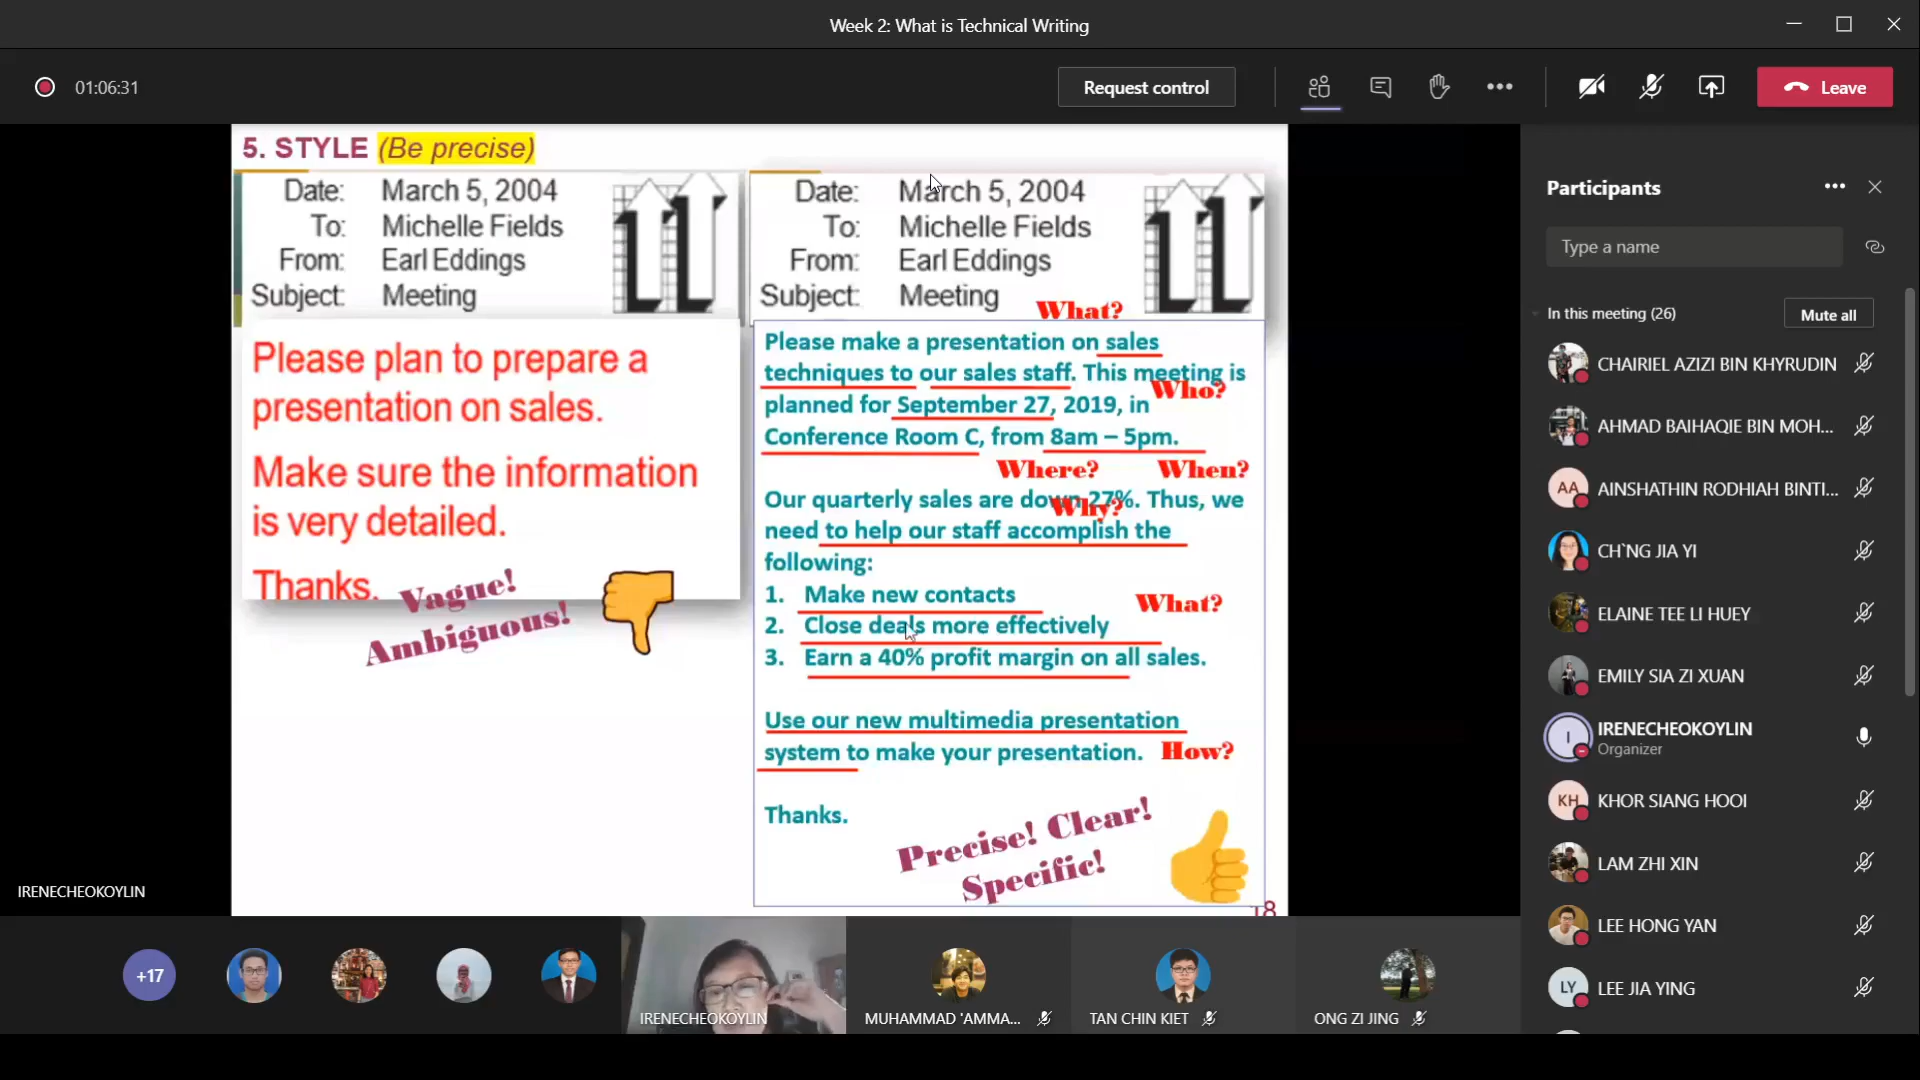 Week 2: What is Technical Writing
01:06:31
Request control
Leave
5. STYLE (Be precise)
Date: March 5, 2004
To: Michelle Fields
From: Earl Eddings
Subject: Meeting
Please plan to prepare a
presentation on sales.
Make sure the information
is very detailed.
Thanks.
Vague!
Ambiguous!
Date: March 5, 2004
To: Michelle Fields
From: Earl Eddings
Subject: Meeting
What?
Please make a presentation on sales
techniques to our sales staff. This meeting is
Who?
planned for September 27, 2019, in
Conference Room C, from 8am – 5pm.
Where? When?
Our quarterly sales are down 27%. Thus, we
Why?
need to help our staff accomplish the
following:
1. Make new contacts
What?
2. Close deals more effectively
3. Earn a 40% profit margin on all sales.
Use our new multimedia presentation
system to make your presentation. How?
Thanks.
Precise! Clear!
Specific!
18
IRENECHEOKOYLIN
+17
IRENECHEOKOYLIN
MUHAMMAD 'AMMA...
TAN CHIN KIET
ONG ZI JING
Participants
Type a name
In this meeting (26)
Mute all
CHAIRIEL AZIZI BIN KHYRUDIN
AHMAD BAIHAQIE BIN MOH...
AA AINSHATHIN RODHIAH BINTI...
CH`NG JIA YI
ELAINE TEE LI HUEY
EMILY SIA ZI XUAN
I IRENECHEOKOYLIN
Organizer
KH KHOR SIANG HOOI
LAM ZHI XIN
LEE HONG YAN
LY LEE JIA YING